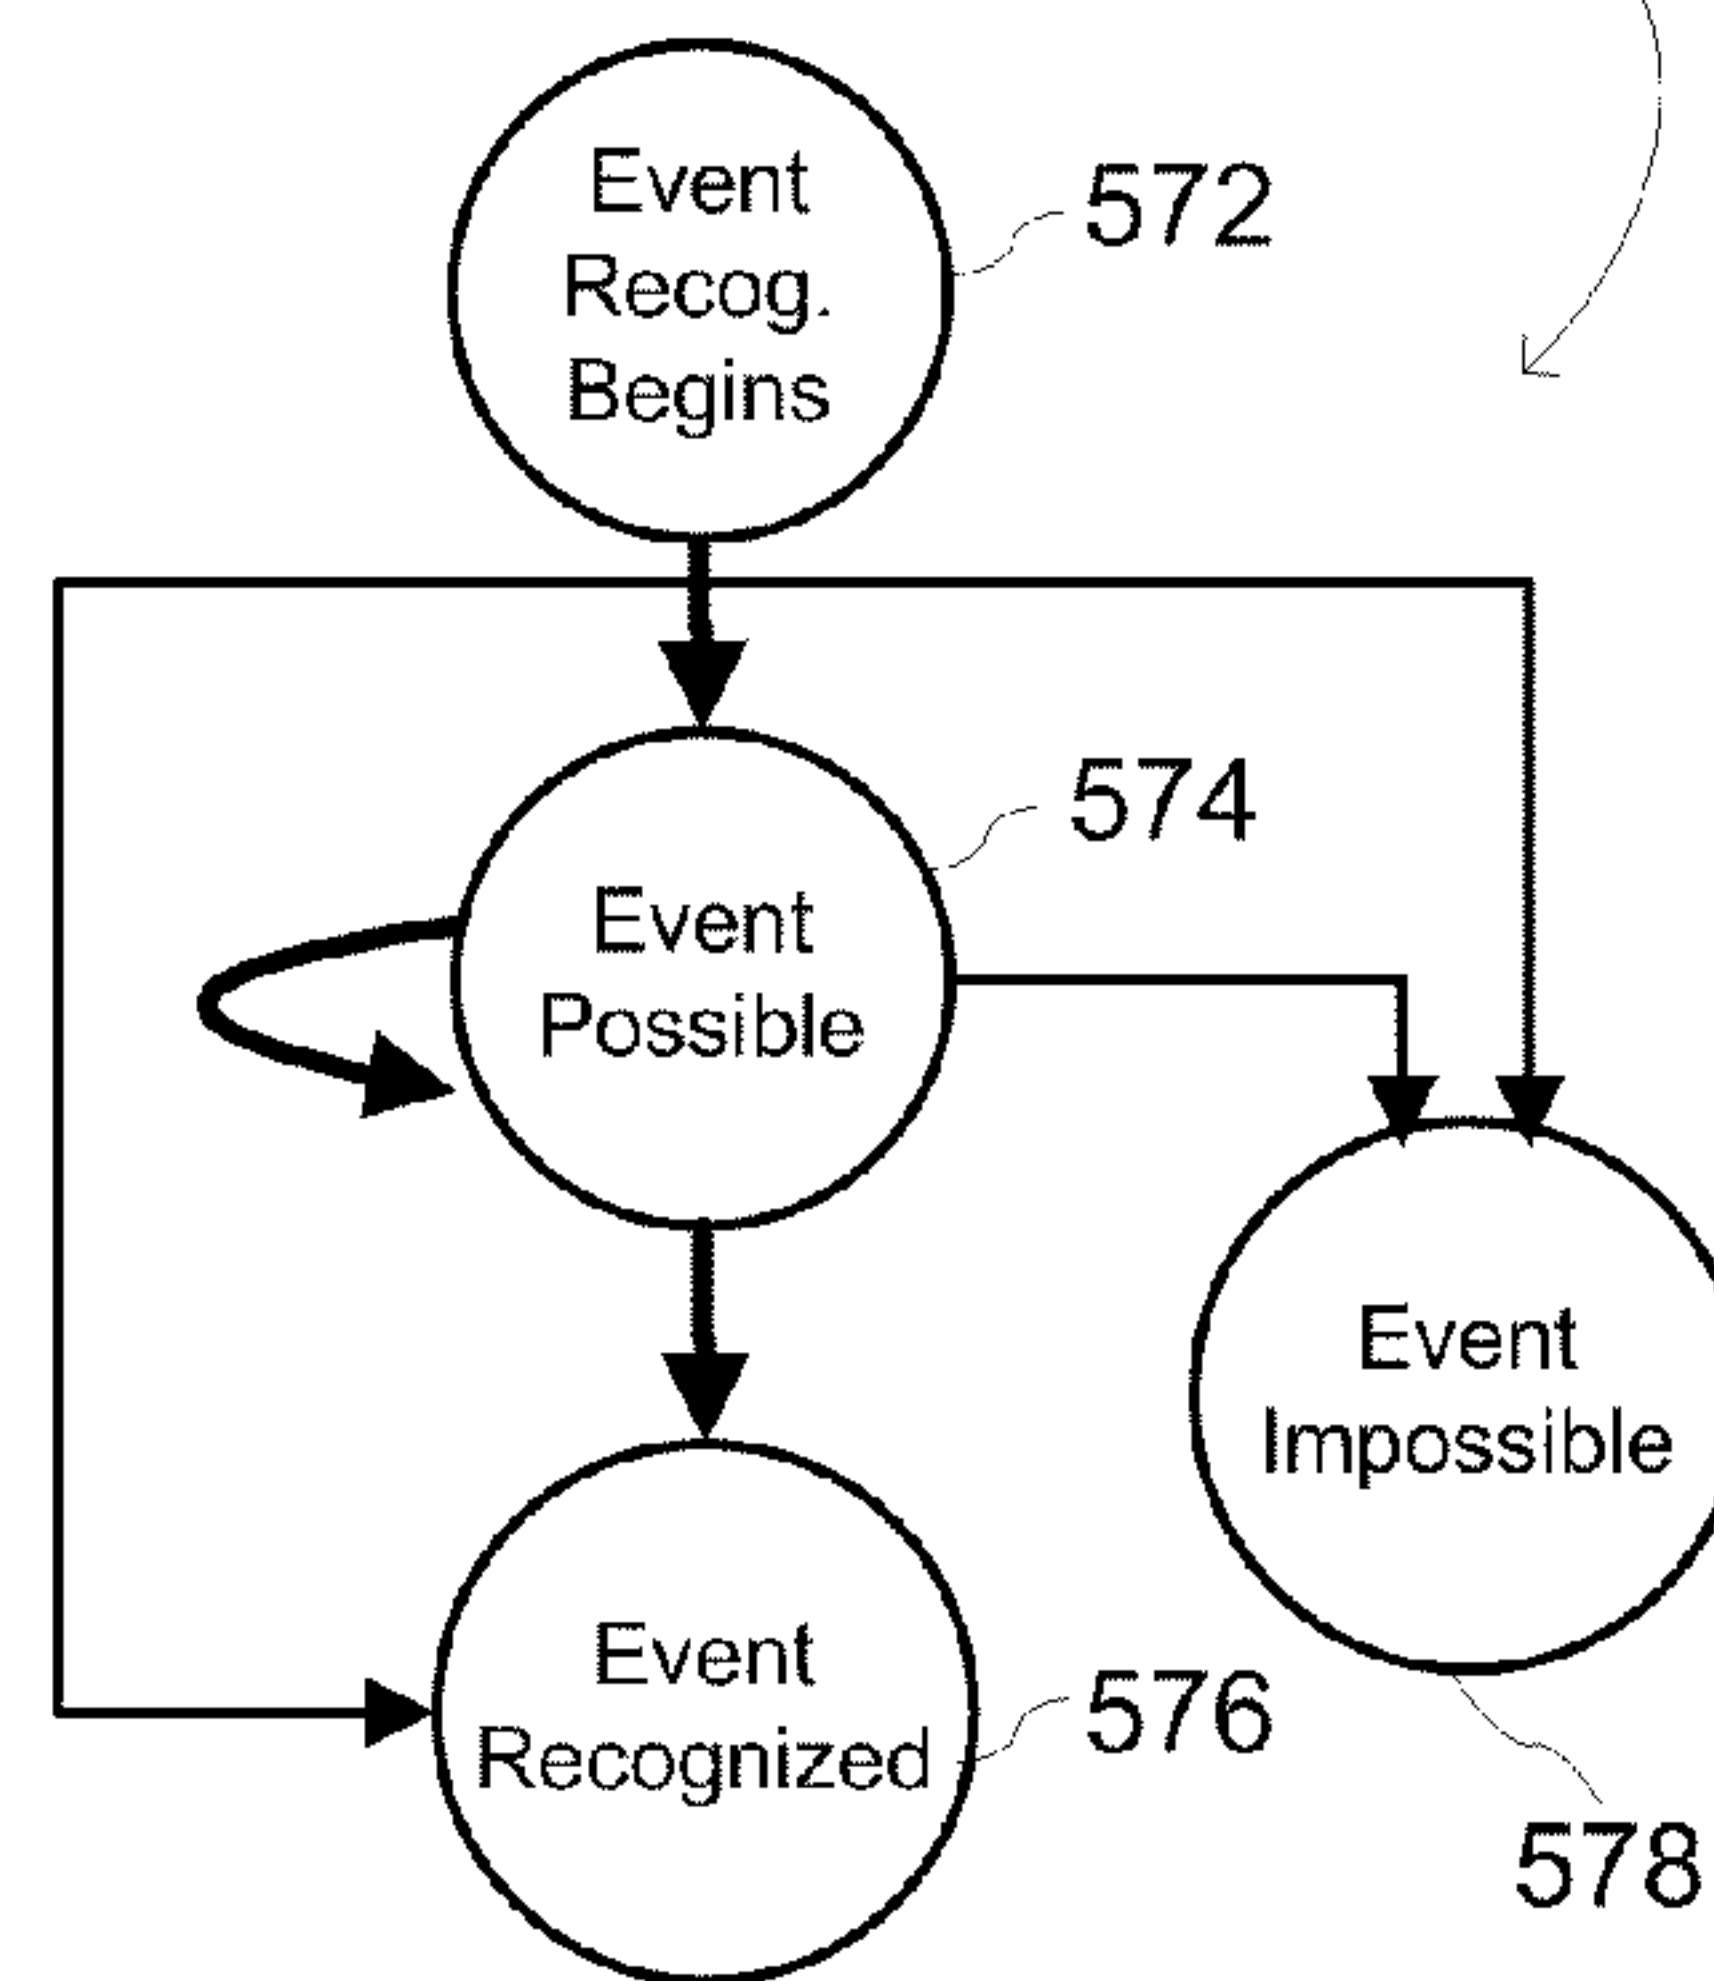 Event
Recog.
Begins
572
574
Event
Possible
Event
Impossible
Event
Recognized
576
578